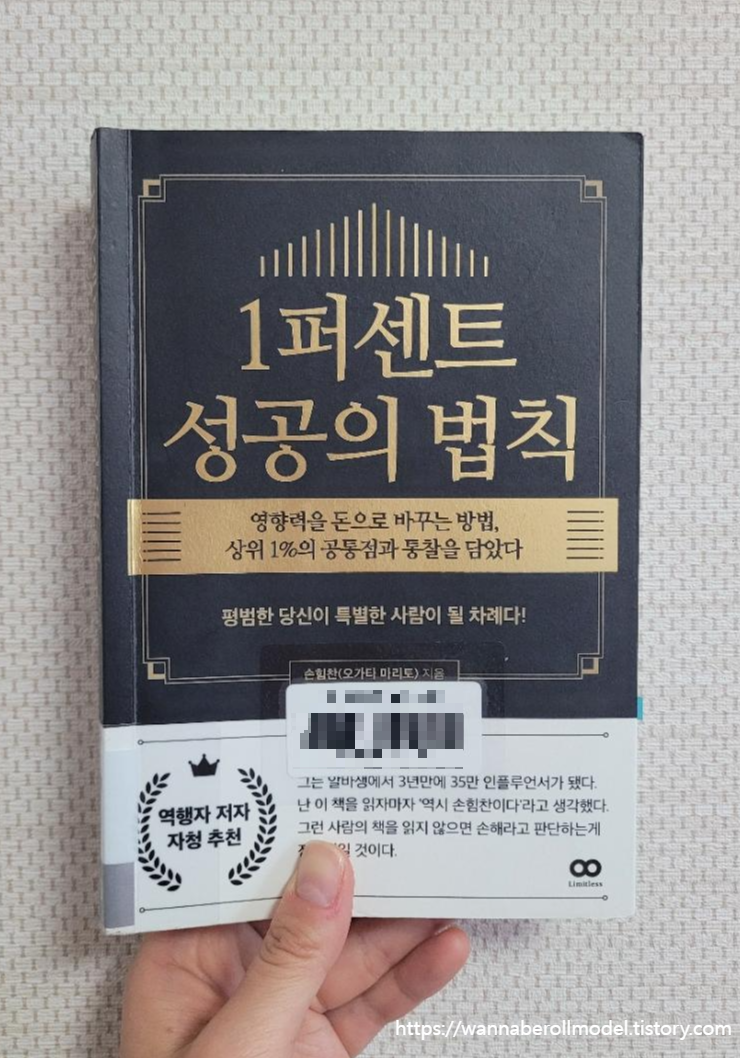 1퍼센트
성공의 법칙
영향력을 돈으로 바꾸는 방법,
상위 1%의 공통점과 통찰을 담았다
평범한 당신이 특별한 사람이 될 차례다!
손힘찬(오가타 마리토) 지음
역행자 저자
자청 추천
그는 알바생에서 3년만에 35만 인플루언서가 됐다.
난 이 책을 읽자마자 '역시 손힘찬이다'라고 생각했다.
그런 사람의 책을 읽지 않으면 손해라고 판단하는게
것이다.
Limitless
https://wannaberollmodel.tistory.com